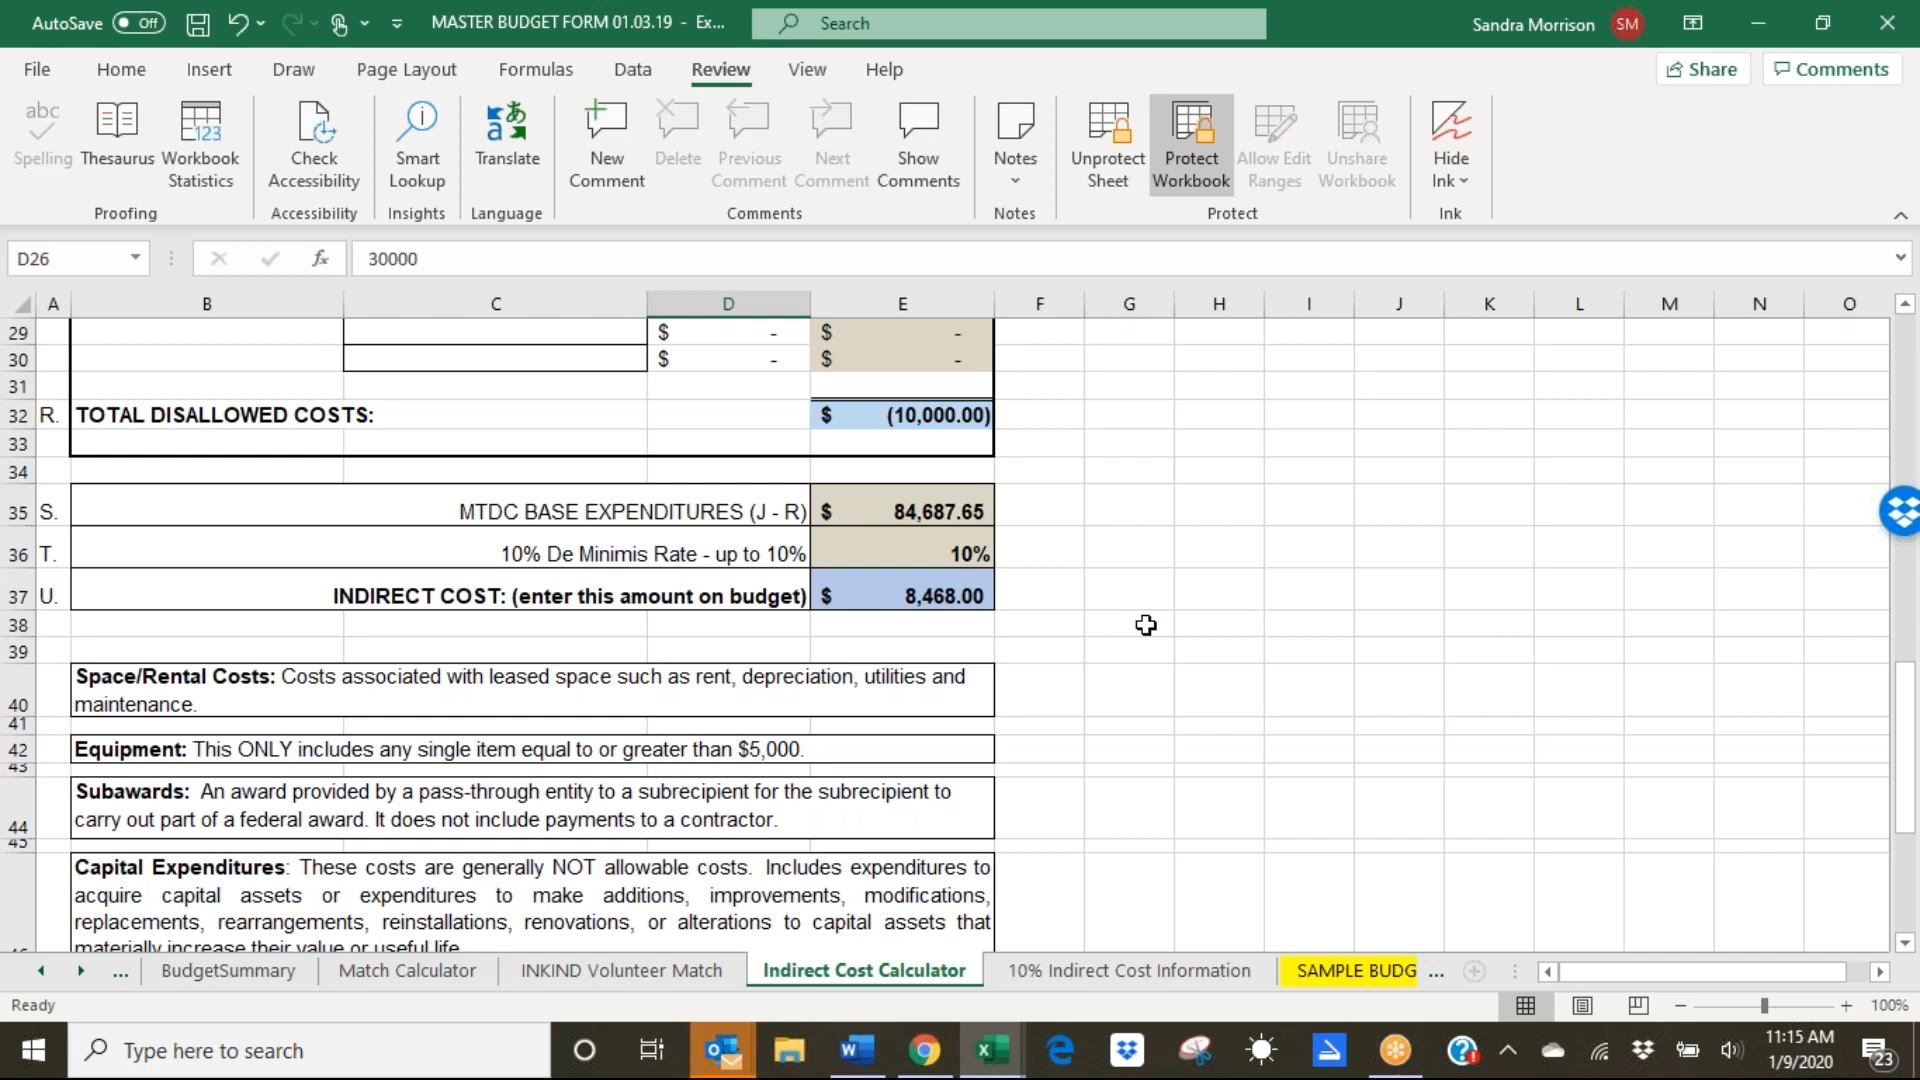 AutoSave Off MASTER BUDGET FORM 01.03.19 - Ex... Search Sandra Morrison SM
File Home Insert Draw Page Layout Formulas Data Review View Help Share Comments
abc
Spelling Thesaurus Workbook Statistics
Check Accessibility
Smart Lookup
Translate
New Comment
Delete
Previous Comment
Next Comment
Show Comments
Notes
Unprotect Sheet
Protect Workbook
Allow Edit Ranges
Unshare Workbook
Hide Ink
Proofing Accessibility Insights Language Comments Notes Protect Ink
D26 fx 30000
A B C D E F G H I J K L M N O
29 $ - $ -
30 $ - $ -
31
32 R. TOTAL DISALLOWED COSTS: $ (10,000.00)
33
34
35 S. MTDC BASE EXPENDITURES (J - R) $ 84,687.65
36 T. 10% De Minimis Rate - up to 10% 10%
37 U. INDIRECT COST: (enter this amount on budget) $ 8,468.00
38
39
Space/Rental Costs: Costs associated with leased space such as rent, depreciation, utilities and
40 maintenance.
41
42 Equipment: This ONLY includes any single item equal to or greater than $5,000.
43
Subawards: An award provided by a pass-through entity to a subrecipient for the subrecipient to
44 carry out part of a federal award. It does not include payments to a contractor.
45
Capital Expenditures: These costs are generally NOT allowable costs. Includes expenditures to
acquire capital assets or expenditures to make additions, improvements, modifications,
replacements, rearrangements, reinstallations, renovations, or alterations to capital assets that
materially increase their value or useful life
... BudgetSummary Match Calculator INKIND Volunteer Match Indirect Cost Calculator 10% Indirect Cost Information SAMPLE BUDG ...
Ready 100%
Type here to search 11:15 AM
1/9/2020 23